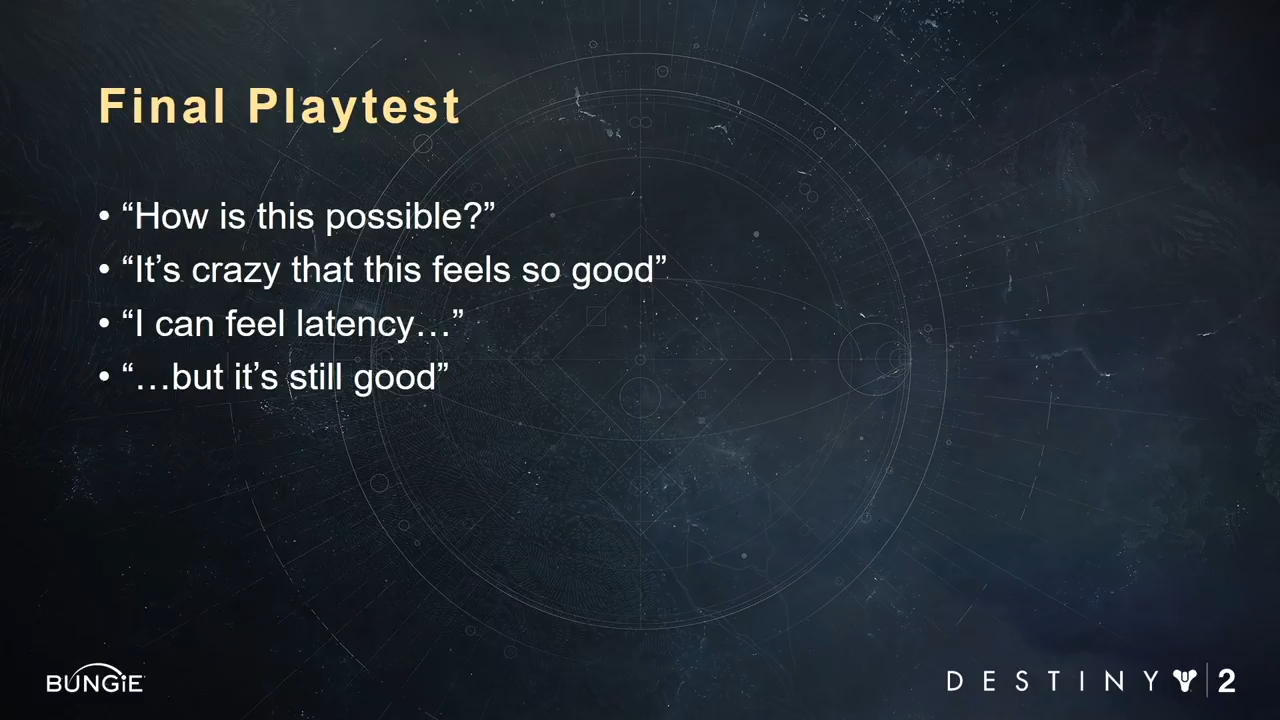 Final Playtest
• “How is this possible?”
• “It’s crazy that this feels so good”
• “I can feel latency…”
• “…but it’s still good”
BUNGiE
DESTINY 2